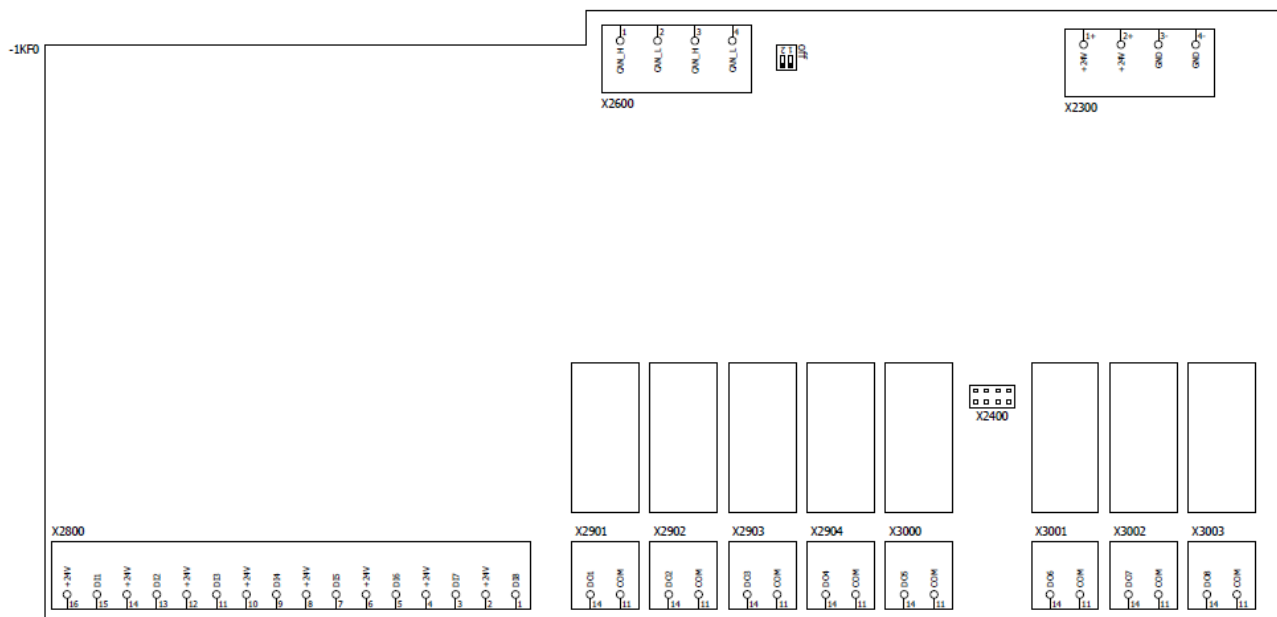 -1KF0
1 2 3 4
CAN_H CAN_L CAN_H CAN_L
X2600
OFF
1 2
1+ 2+ 3- 4-
+24V +24V GND GND
X2300
X2400
X2800
+24V DI1 +24V DI2 +24V DI3 +24V DI4 +24V DI5 +24V DI6 +24V DI7 +24V DI8
16 15 14 13 12 11 10 9 8 7 6 5 4 3 2 1
X2901 X2902 X2903 X2904 X3000 X3001 X3002 X3003
DO1 COM DO2 COM DO3 COM DO4 COM DO5 COM DO6 COM DO7 COM DO8 COM
14 11 14 11 14 11 14 11 14 11 14 11 14 11 14 11